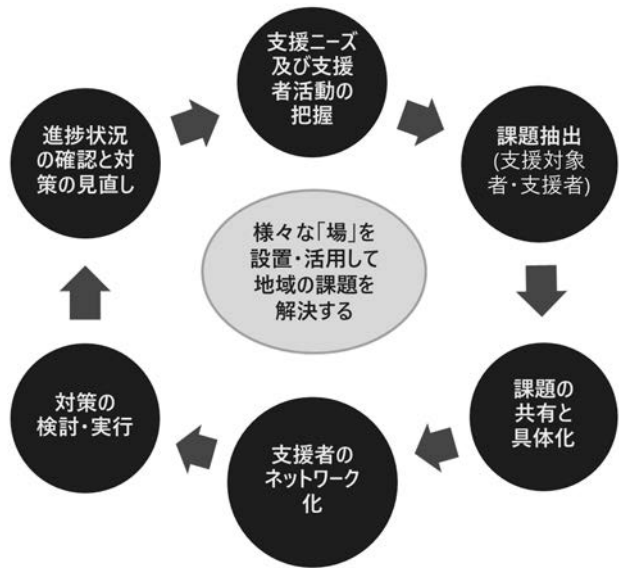 支援ニーズ
及び支援
者活動の
把握
課題抽出
(支援対象
者・支援者)
課題の
共有と
具体化
支援者の
ネットワーク
化
対策の
検討・実行
進捗状況
の確認と対
策の見直し
様々な「場」を
設置・活用して
地域の課題を
解決する